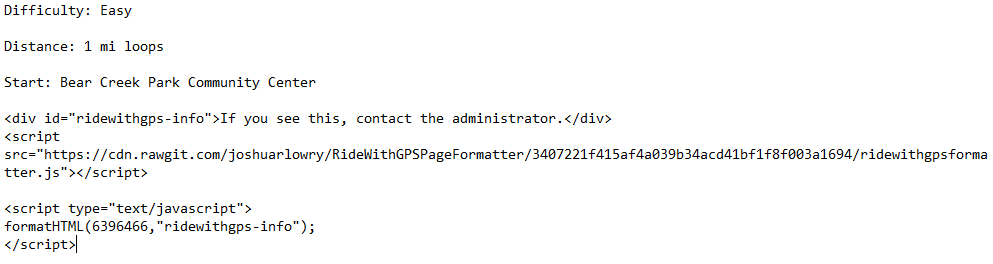 Difficulty: Easy
Distance: 1 mi loops
Start: Bear Creek Park Community Center
<div id="ridewithgps-info">If you see this, contact the administrator.</div>
<script
src="https://cdn.rawgit.com/joshuarlowry/RideWithGPSPageFormatter/3407221f415af4a039b34acd41bf1f8f003a1694/ridewithgpsforma
tter.js"></script>
<script type="text/javascript">
formatHTML(6396466,"ridewithgps-info");
</script>